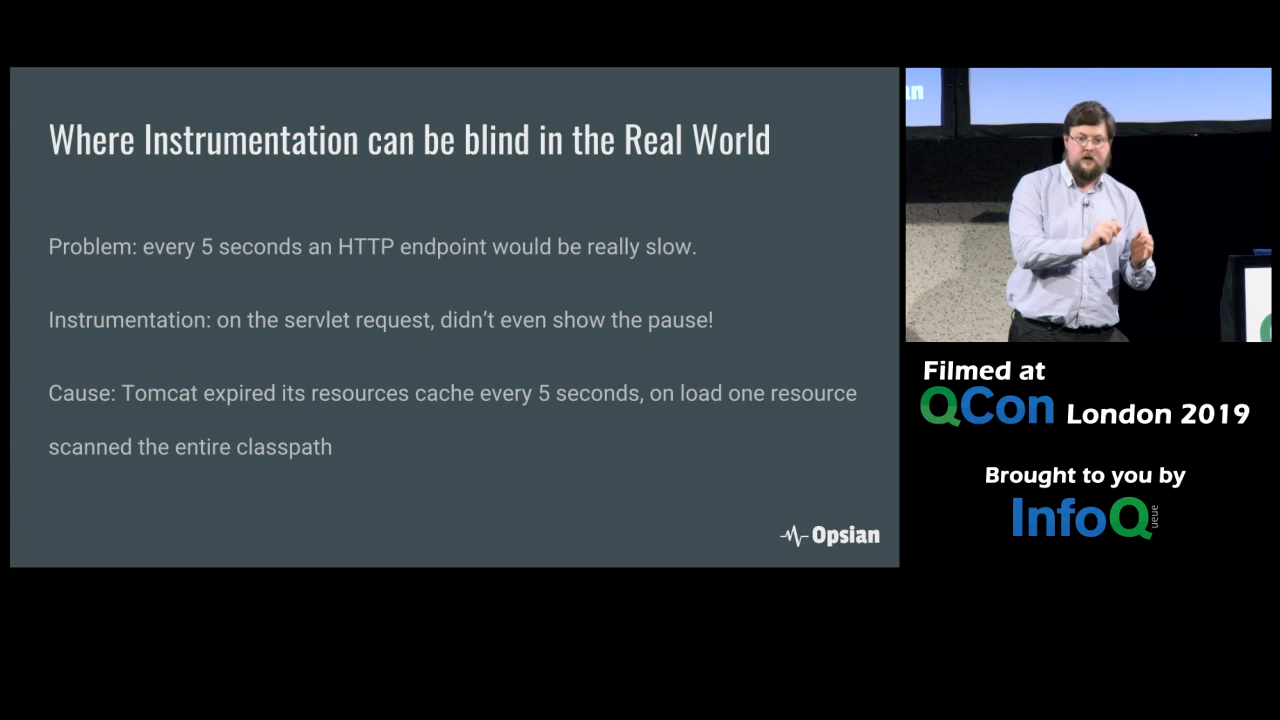 Where Instrumentation can be blind in the Real World
Problem: every 5 seconds an HTTP endpoint would be really slow.
Instrumentation: on the servlet request, didn't even show the pause!
Cause: Tomcat expired its resources cache every 5 seconds, on load one resource
scanned the entire classpath
Opsian
an
Filmed at
QCon London 2019
Brought to you by
InfoQ
ueue